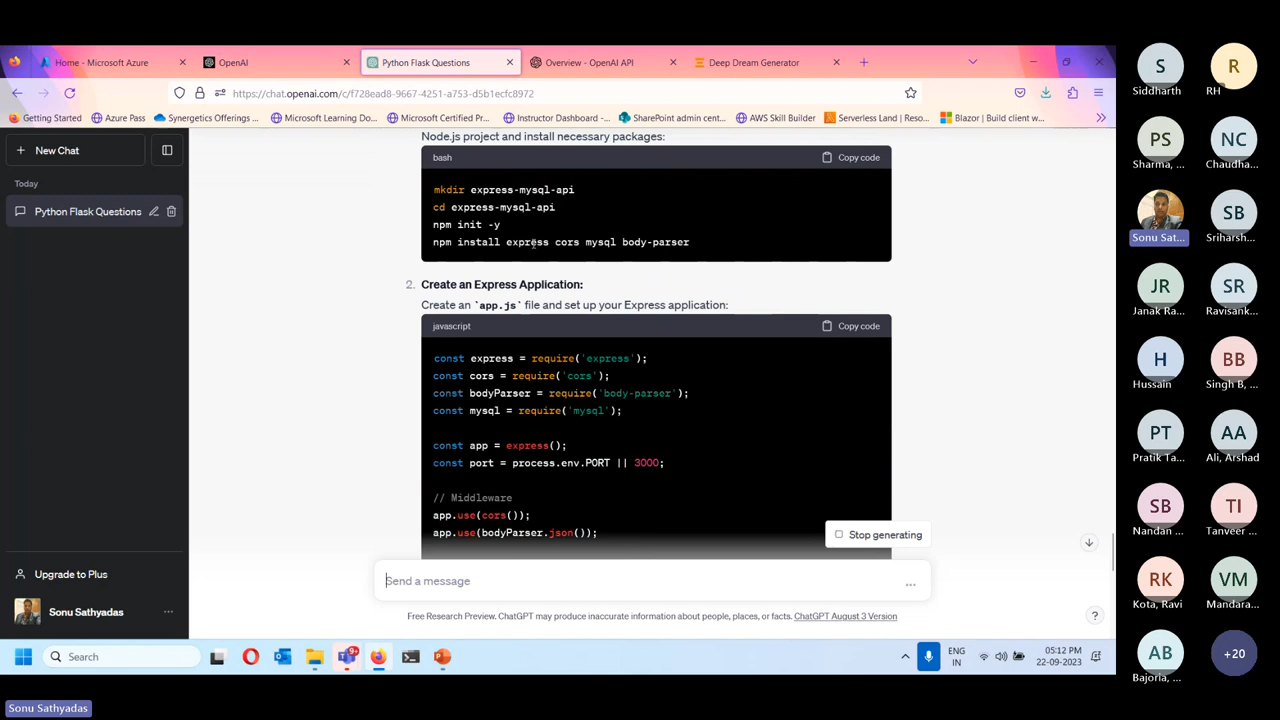 Home - Microsoft Azure
OpenAI
Python Flask Questions
Overview - OpenAI API
Deep Dream Generator
https://chat.openai.com/c/f728ead8-9667-4251-a753-d5b1ecfc8972
Getting Started
Azure Pass
Synergetics Offerings ...
Instructor Dashboard -...
Microsoft Learning Do...
Microsoft Certified Pr...
SharePoint admin cent...
AWS Skill Builder
Serverless Land | Reso...
Blazor | Build client w...
New Chat
Today
Python Flask Questions
Upgrade to Plus
Sonu Sathyadas
Node.js project and install necessary packages:
bash
Copy code
mkdir express-mysql-api
cd express-mysql-api
npm init -y
npm install express cors mysql body-parser
2. Create an Express Application:
Create an `app.js` file and set up your Express application:
javascript
Copy code
const express = require('express');
const cors = require('cors');
const bodyParser = require('body-parser');
const mysql = require('mysql');
const app = express();
const port = process.env.PORT || 3000;
// Middleware
app.use(cors());
app.use(bodyParser.json());
Stop generating
Send a message
Free Research Preview. ChatGPT may produce inaccurate information about people, places, or facts. ChatGPT August 3 Version
?
Search
9+
ENG
IN
05:12 PM
22-09-2023
S
Siddharth
R
RH
PS
Sharma, ...
NC
Chaudha...
Sonu Sat...
SB
Sriharsh...
JR
Janak Ra...
SR
Ravisank...
H
Hussain
BB
Singh B, ...
PT
Pratik Ta...
AA
Ali, Arshad
SB
Nandan ...
TI
Tanveer ...
RK
Kota, Ravi
VM
Mandara...
AB
Bajoria, ...
+20
Sonu Sathyadas